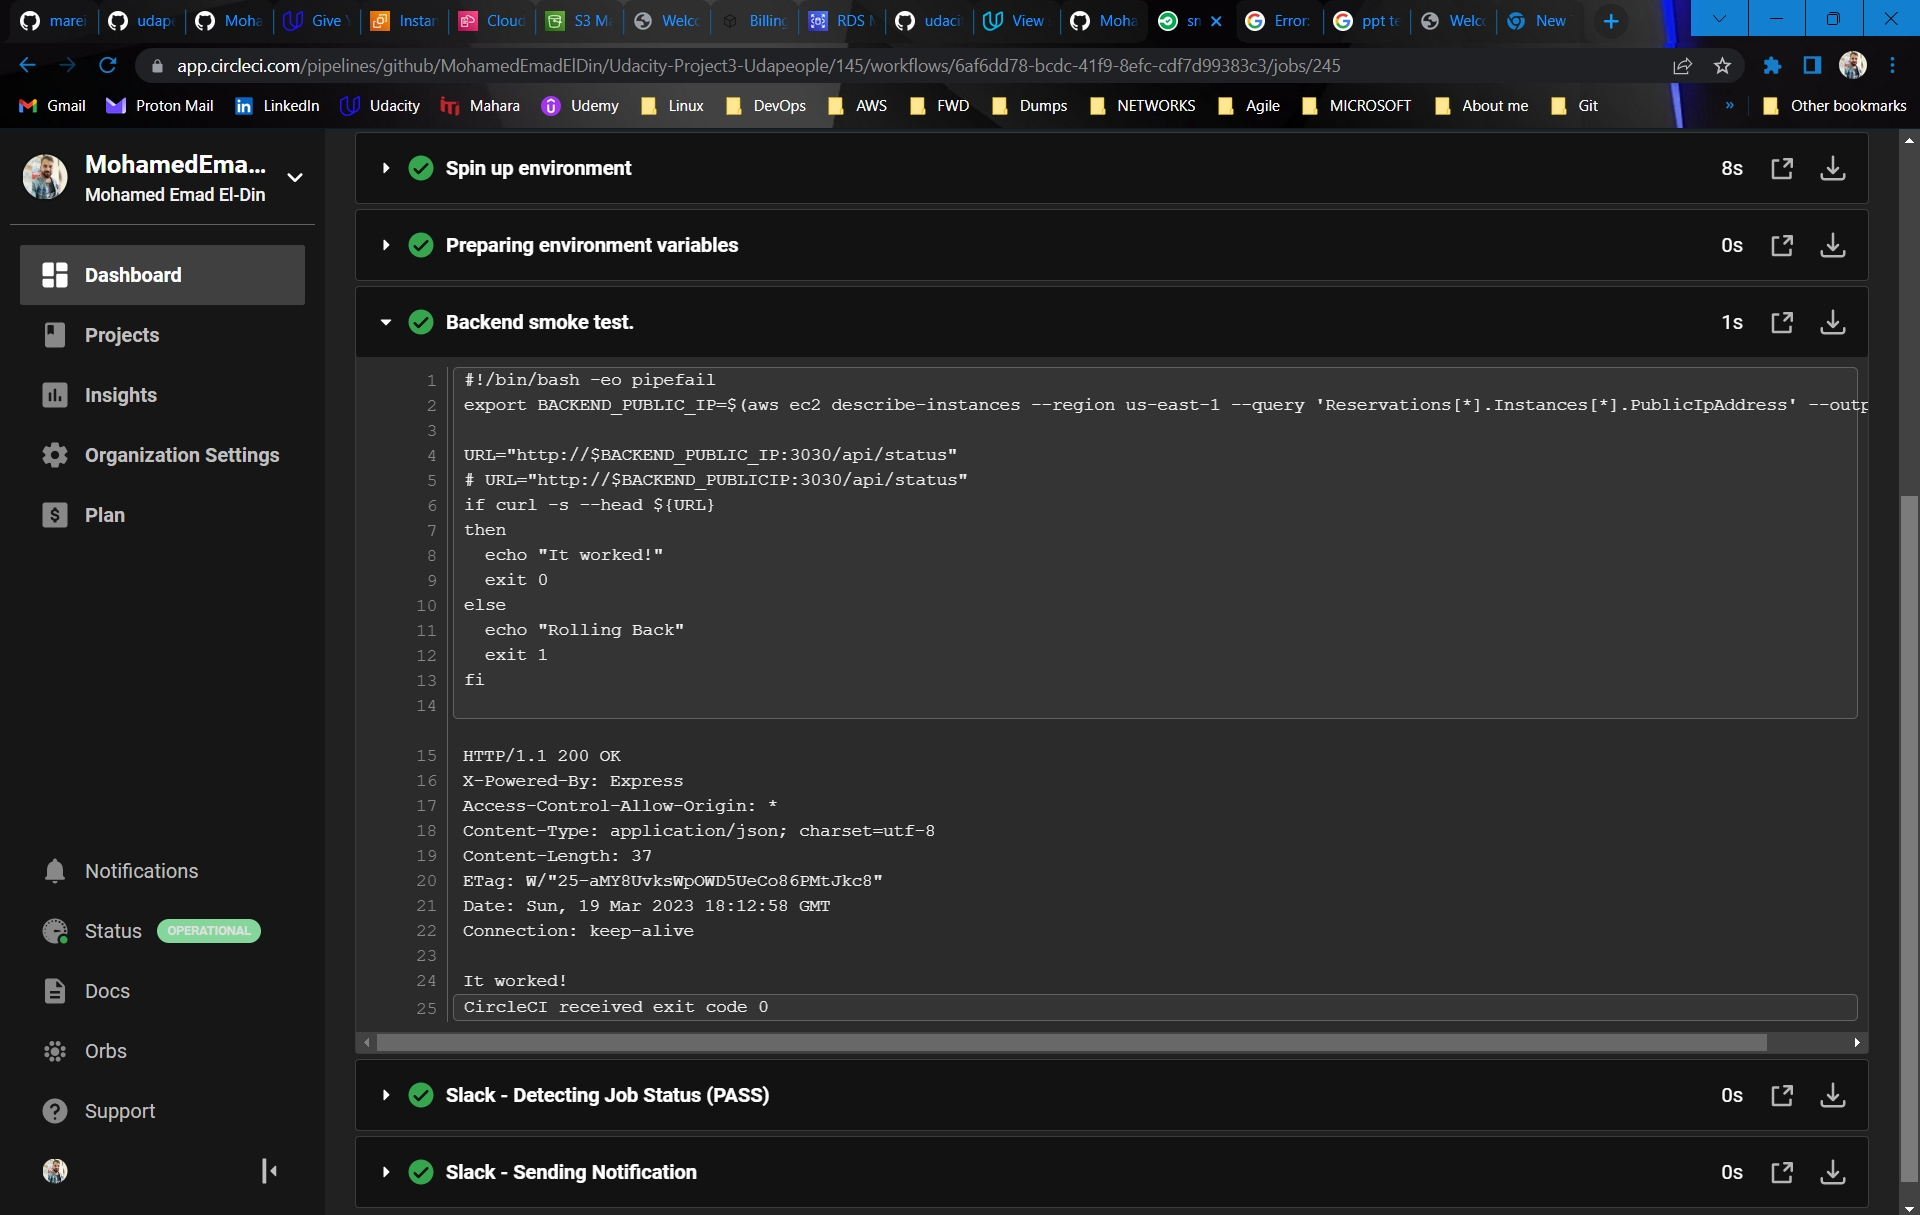 marei
udape
Moha
Give
Instar
Cloud
S3 M
Welc
Billing
RDS
udaci
View
Moha
sn
Error:
ppt te
Welc
New
app.circleci.com/pipelines/github/MohamedEmadElDin/Udacity-Project3-Udapeople/145/workflows/6af6dd78-bcdc-41f9-8efc-cdf7d99383c3/jobs/245
Gmail
Proton Mail
LinkedIn
Udacity
Mahara
Udemy
Linux
DevOps
AWS
FWD
Dumps
NETWORKS
Agile
MICROSOFT
About me
Git
»
Other bookmarks
MohamedEma...
Mohamed Emad El-Din
Dashboard
Projects
Insights
Organization Settings
Plan
Notifications
Status OPERATIONAL
Docs
Orbs
Support
Spin up environment 8s
Preparing environment variables 0s
Backend smoke test. 1s
1 #!/bin/bash -eo pipefail
2 export BACKEND_PUBLIC_IP=$(aws ec2 describe-instances --region us-east-1 --query 'Reservations[*].Instances[*].PublicIpAddress' --outp
3
4 URL="http://$BACKEND_PUBLIC_IP:3030/api/status"
5 # URL="http://$BACKEND_PUBLICIP:3030/api/status"
6 if curl -s --head ${URL}
7 then
8   echo "It worked!"
9   exit 0
10 else
11   echo "Rolling Back"
12   exit 1
13 fi
14
15 HTTP/1.1 200 OK
16 X-Powered-By: Express
17 Access-Control-Allow-Origin: *
18 Content-Type: application/json; charset=utf-8
19 Content-Length: 37
20 ETag: W/"25-aMY8UvksWpOWD5UeCo86PMtJkc8"
21 Date: Sun, 19 Mar 2023 18:12:58 GMT
22 Connection: keep-alive
23
24 It worked!
25 CircleCI received exit code 0
Slack - Detecting Job Status (PASS) 0s
Slack - Sending Notification 0s